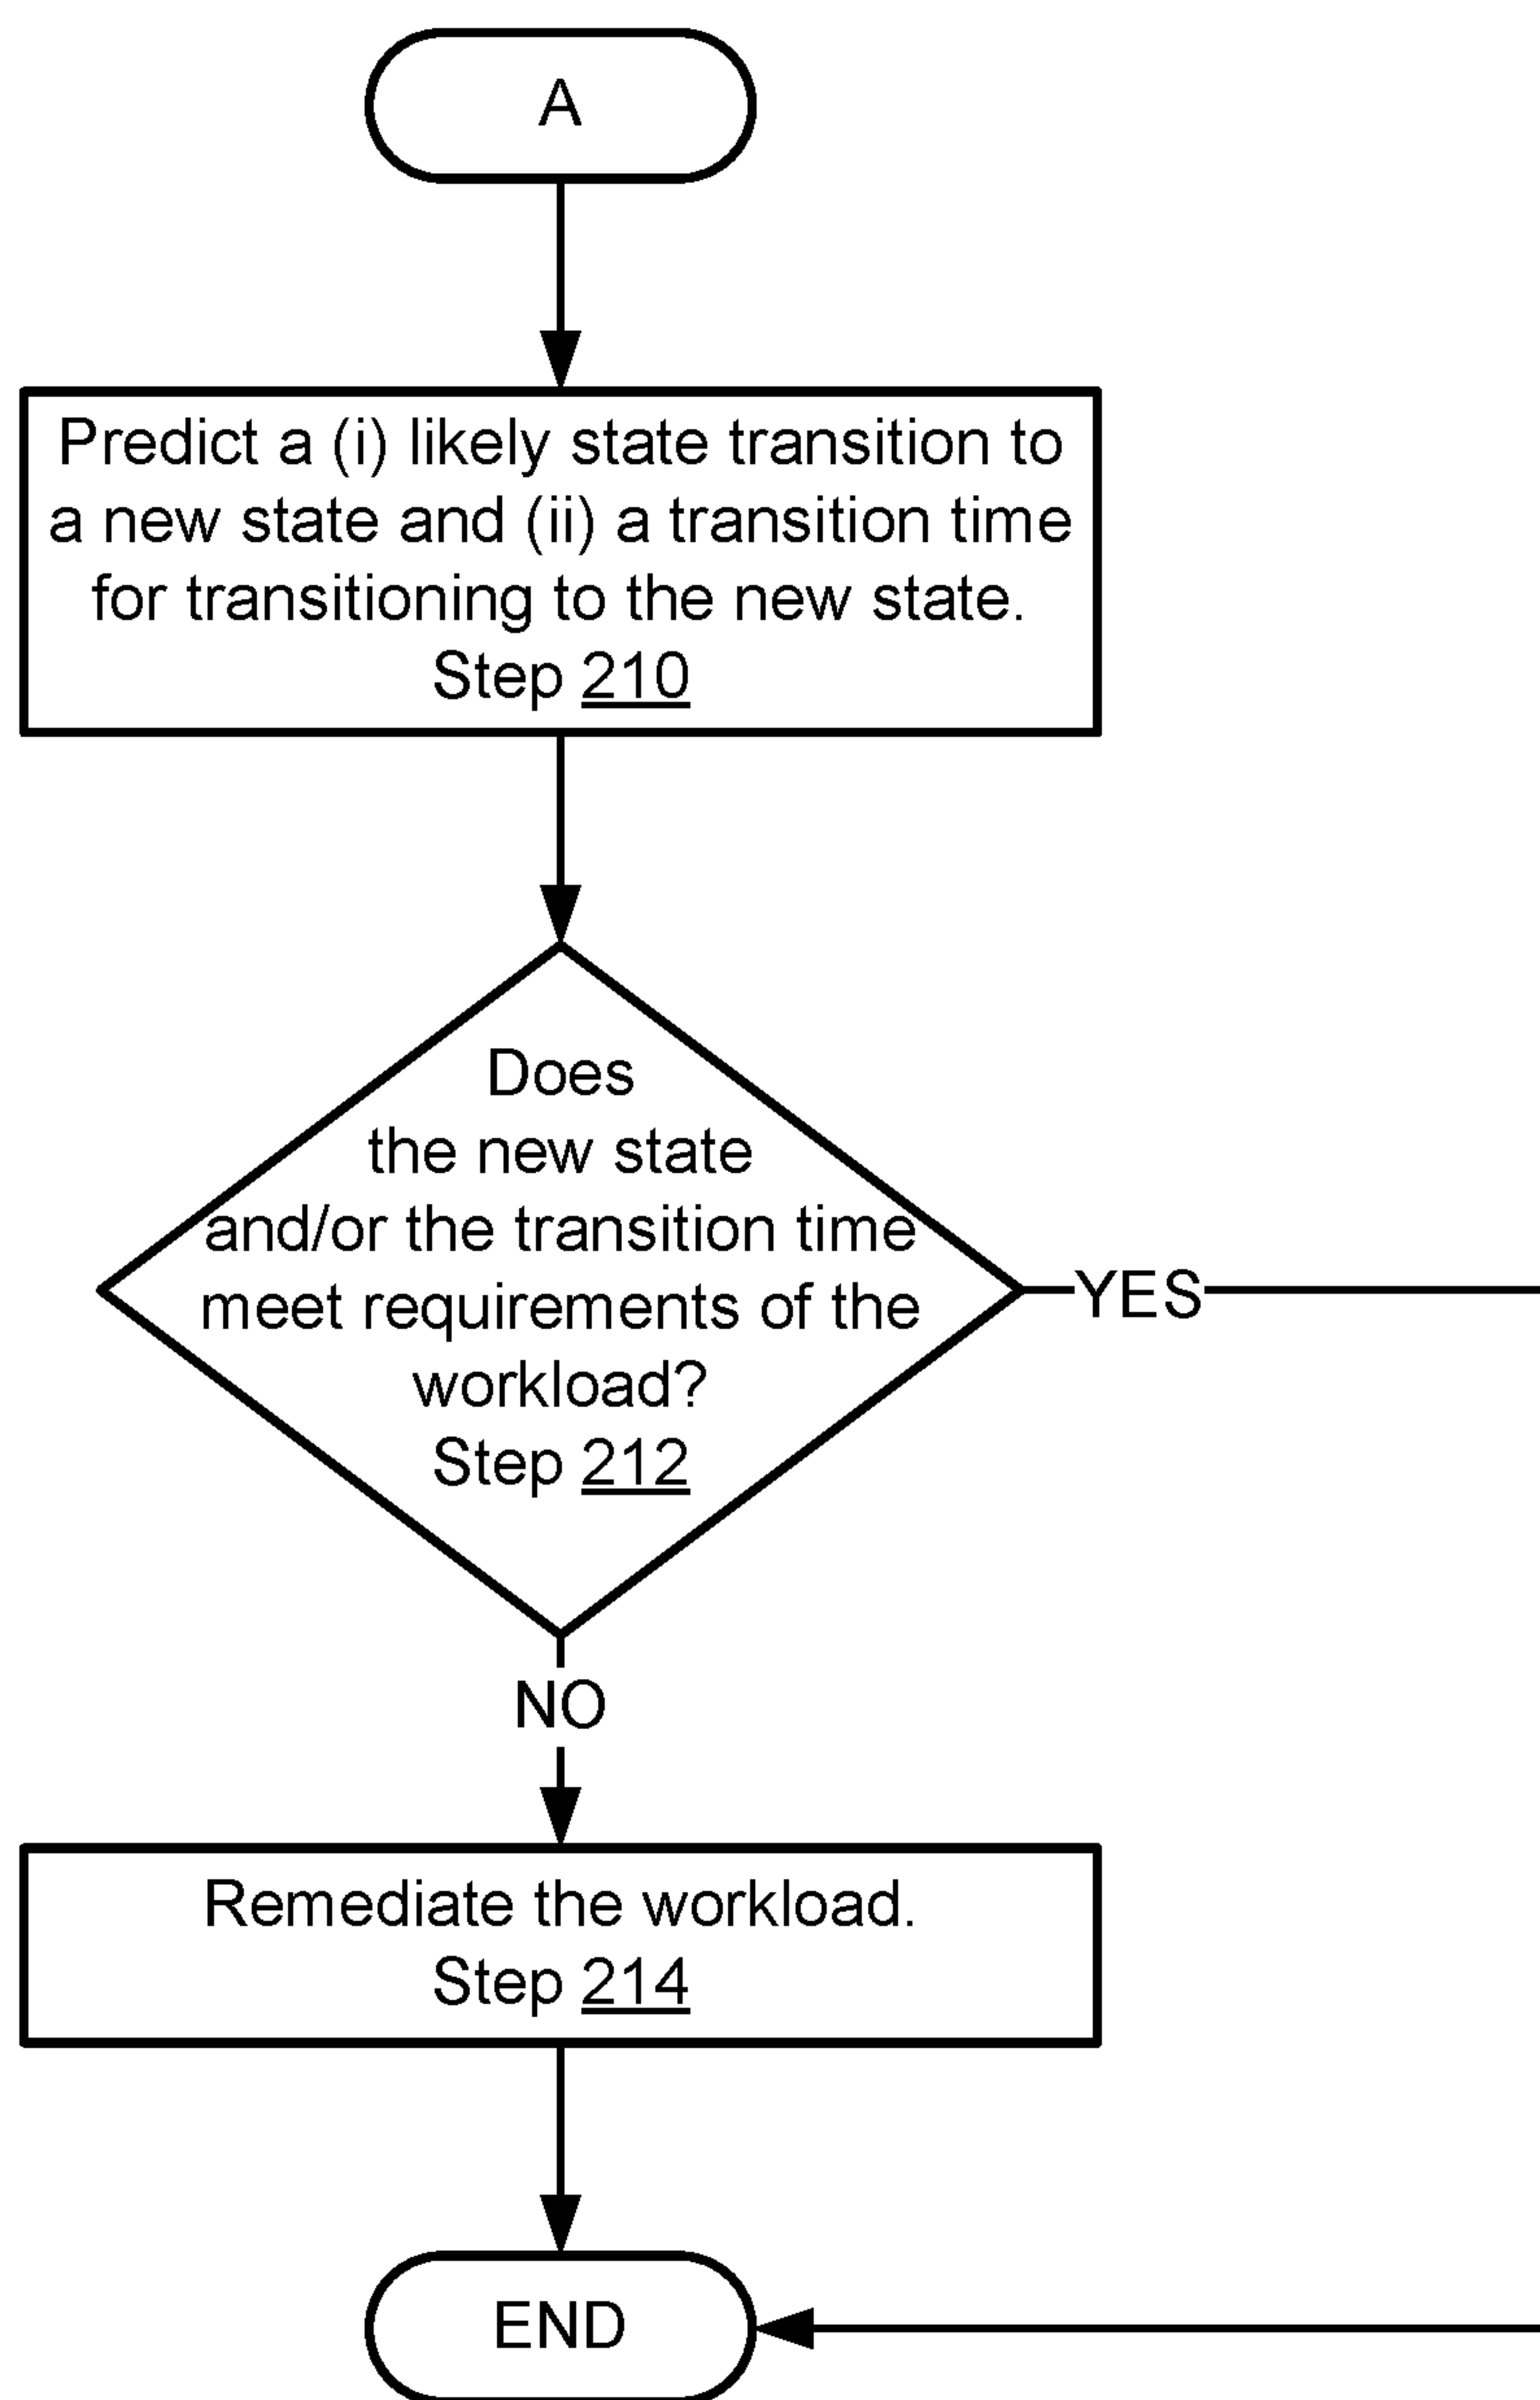 A
Predict a (i) likely state transition to
a new state and (ii) a transition time
for transitioning to the new state.
Step 210
Does
the new state
and/or the transition time
meet requirements of the
workload?
Step 212
YES
NO
Remediate the workload.
Step 214
END